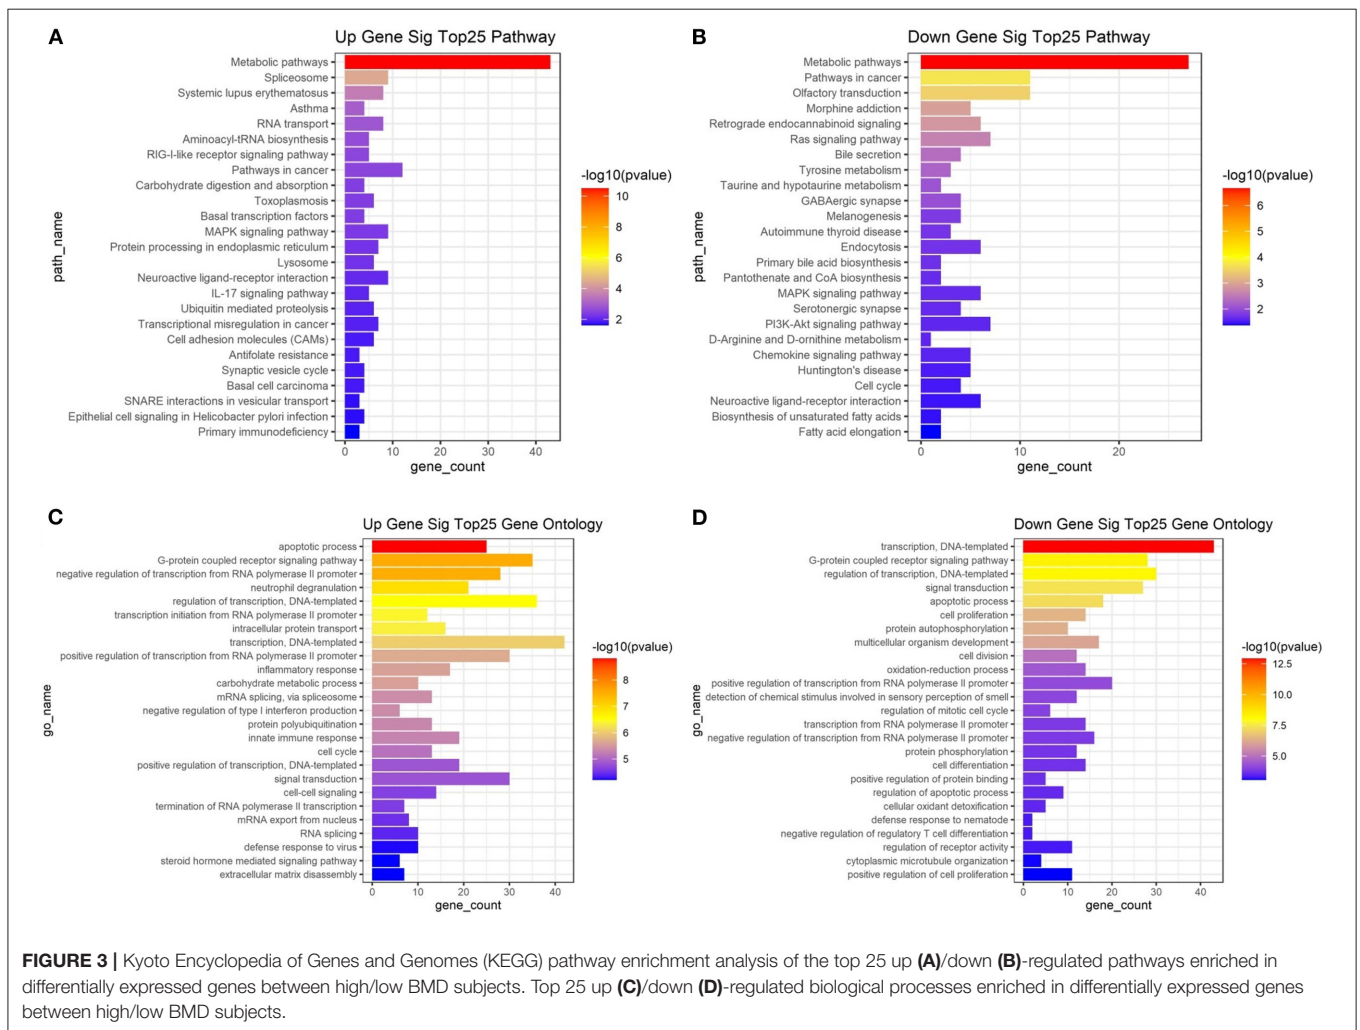 A
Up Gene Sig Top25 Pathway
path_name
Metabolic pathways
Spliceosome
Systemic lupus erythematosus
Asthma
RNA transport
Aminoacyl-tRNA biosynthesis
RIG-I-like receptor signaling pathway
Pathways in cancer
Carbohydrate digestion and absorption
Toxoplasmosis
Basal transcription factors
MAPK signaling pathway
Protein processing in endoplasmic reticulum
Lysosome
Neuroactive ligand-receptor interaction
IL-17 signaling pathway
Ubiquitin mediated proteolysis
Transcriptional misregulation in cancer
Cell adhesion molecules (CAMs)
Antifolate resistance
Synaptic vesicle cycle
Basal cell carcinoma
SNARE interactions in vesicular transport
Epithelial cell signaling in Helicobacter pylori infection
Primary immunodeficiency
0 10 20 30 40
gene_count
-log10(pvalue)
10
8
6
4
2
B
Down Gene Sig Top25 Pathway
path_name
Metabolic pathways
Pathways in cancer
Olfactory transduction
Morphine addiction
Retrograde endocannabinoid signaling
Ras signaling pathway
Bile secretion
Tyrosine metabolism
Taurine and hypotaurine metabolism
GABAergic synapse
Melanogenesis
Autoimmune thyroid disease
Endocytosis
Primary bile acid biosynthesis
Pantothenate and CoA biosynthesis
MAPK signaling pathway
Serotonergic synapse
PI3K-Akt signaling pathway
D-Arginine and D-ornithine metabolism
Chemokine signaling pathway
Huntington's disease
Cell cycle
Neuroactive ligand-receptor interaction
Biosynthesis of unsaturated fatty acids
Fatty acid elongation
0 10 20
gene_count
-log10(pvalue)
6
5
4
3
2
C
Up Gene Sig Top25 Gene Ontology
go_name
apoptotic process
G-protein coupled receptor signaling pathway
negative regulation of transcription from RNA polymerase II promoter
neutrophil degranulation
regulation of transcription, DNA-templated
transcription initiation from RNA polymerase II promoter
intracellular protein transport
transcription, DNA-templated
positive regulation of transcription from RNA polymerase II promoter
inflammatory response
carbohydrate metabolic process
mRNA splicing, via spliceosome
negative regulation of type I interferon production
protein polyubiquitination
innate immune response
cell cycle
positive regulation of transcription, DNA-templated
signal transduction
cell-cell signaling
termination of RNA polymerase II transcription
mRNA export from nucleus
RNA splicing
defense response to virus
steroid hormone mediated signaling pathway
extracellular matrix disassembly
0 10 20 30 40
gene_count
-log10(pvalue)
8
7
6
5
D
Down Gene Sig Top25 Gene Ontology
go_name
transcription, DNA-templated
G-protein coupled receptor signaling pathway
regulation of transcription, DNA-templated
signal transduction
apoptotic process
cell proliferation
protein autophosphorylation
multicellular organism development
cell division
oxidation-reduction process
positive regulation of transcription from RNA polymerase II promoter
detection of chemical stimulus involved in sensory perception of smell
regulation of mitotic cell cycle
transcription from RNA polymerase II promoter
negative regulation of transcription from RNA polymerase II promoter
protein phosphorylation
cell differentiation
positive regulation of protein binding
regulation of apoptotic process
cellular oxidant detoxification
defense response to nematode
negative regulation of regulatory T cell differentiation
regulation of receptor activity
cytoplasmic microtubule organization
positive regulation of cell proliferation
0 10 20 30 40
gene_count
-log10(pvalue)
12.5
10.0
7.5
5.0
FIGURE 3 | Kyoto Encyclopedia of Genes and Genomes (KEGG) pathway enrichment analysis of the top 25 up (A)/down (B)-regulated pathways enriched in
differentially expressed genes between high/low BMD subjects. Top 25 up (C)/down (D)-regulated biological processes enriched in differentially expressed genes
between high/low BMD subjects.